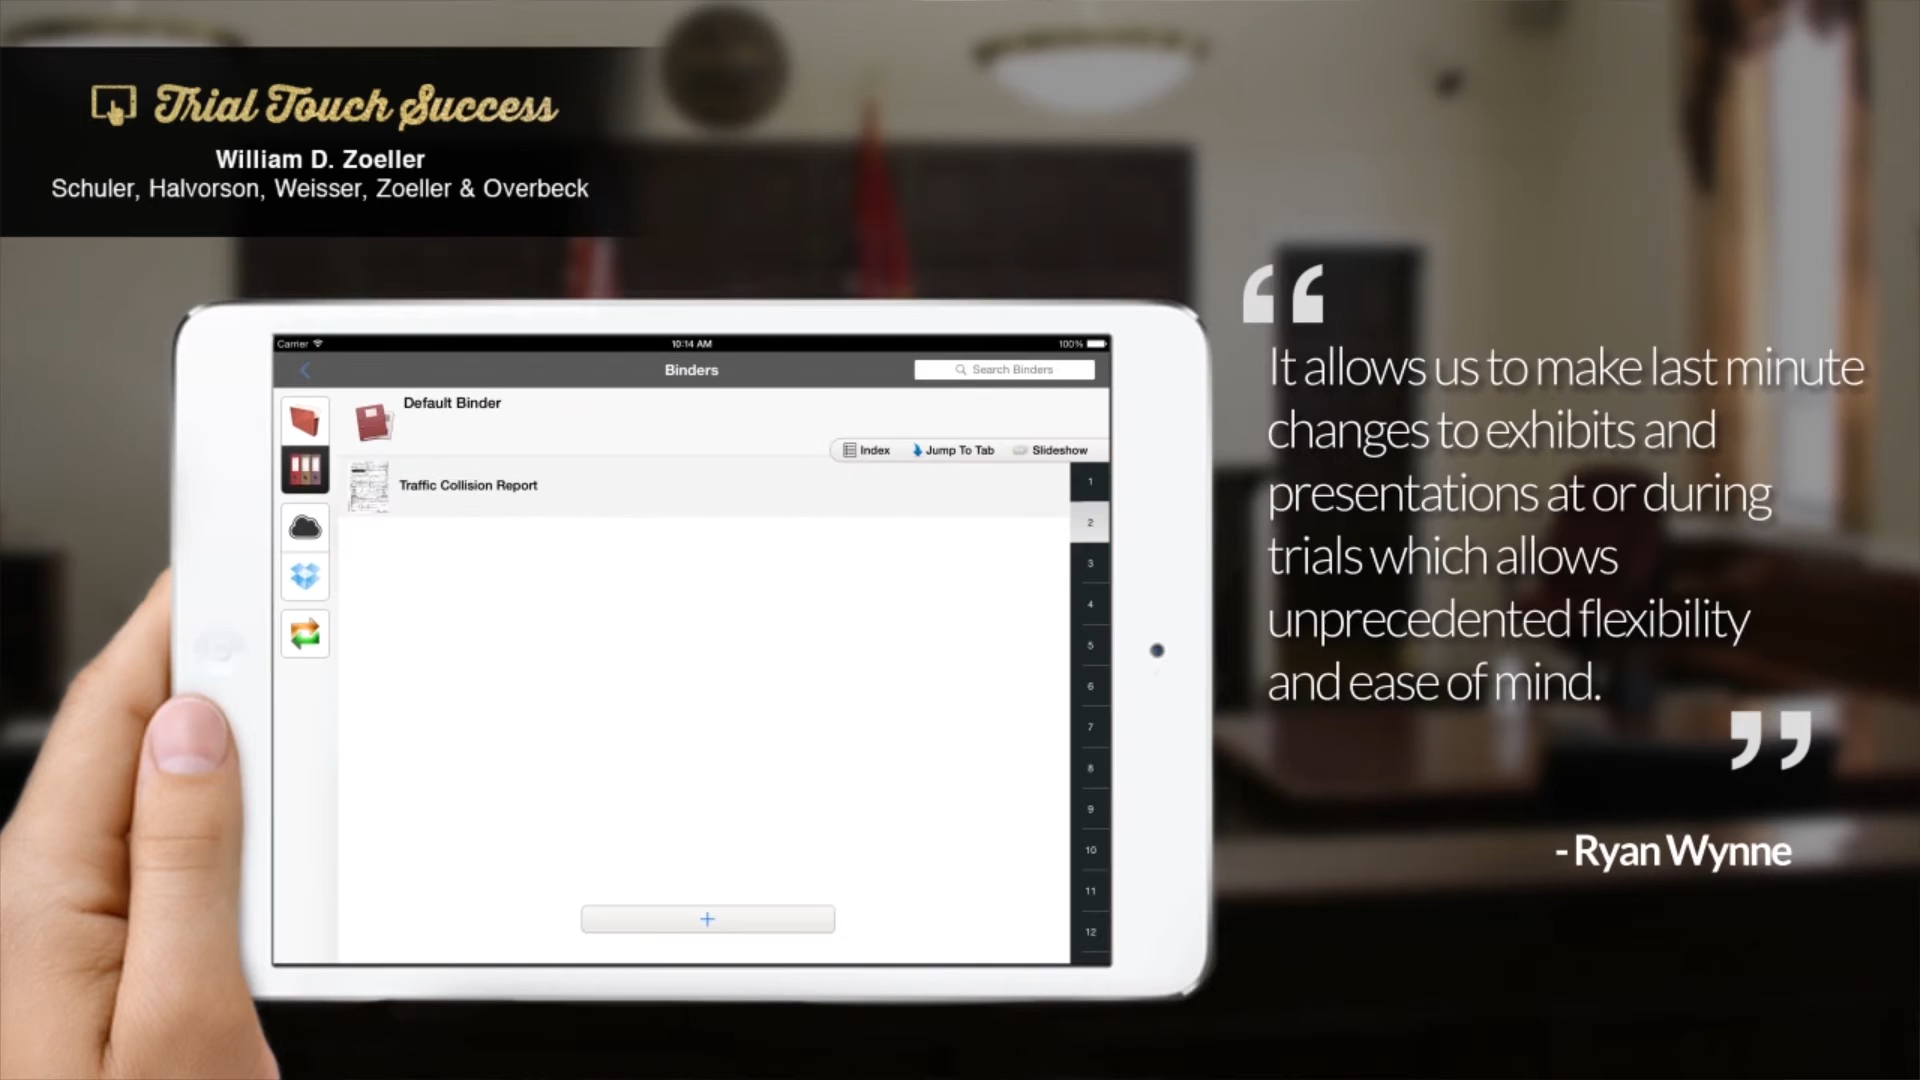 Trial Touch Success
William D. Zoeller
Schuler, Halvorson, Weisser, Zoeller & Overbeck
Carrier
10:14 AM
100%
Binders
Search Binders
Default Binder
Index
Jump To Tab
Slideshow
Traffic Collision Report
1
2
3
4
5
6
7
8
9
10
11
12
+
“
It allows us to make last minute
changes to exhibits and
presentations at or during
trials which allows
unprecedented flexibility
and ease of mind.
”
- Ryan Wynne